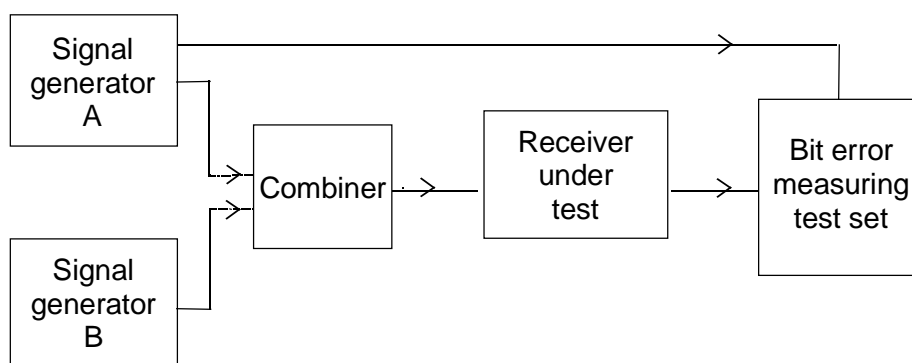 Signal
generator
A
Combiner
Receiver
under
test
Bit error
measuring
test set
Signal
generator
B